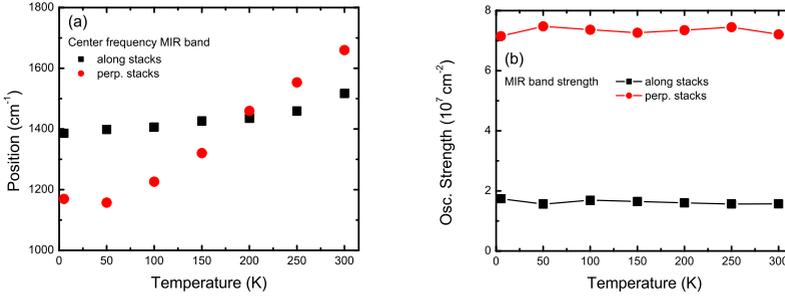 (a)
Center frequency MIR band
along stacks
perp. stacks
1800
1600
1400
1200
1000
Position (cm⁻¹)
0 50 100 150 200 250 300
Temperature (K)
(b)
MIR band strength
along stacks
perp. stacks
8
6
4
2
0
Osc. Strength (10⁷ cm⁻²)
0 50 100 150 200 250 300
Temperature (K)